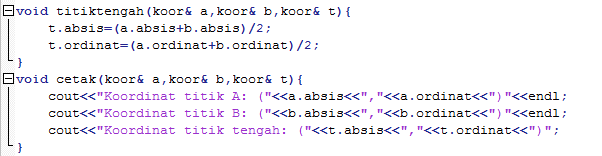 void titiktengah(koor& a,koor& b,koor& t){
t.absis=(a.absis+b.absis)/2;
t.ordinat=(a.ordinat+b.ordinat)/2;
}
void cetak(koor& a,koor& b,koor& t){
cout<<"Koordinat titik A: ("<<a.absis<<","<<a.ordinat<<")"<<endl;
cout<<"Koordinat titik B: ("<<b.absis<<","<<b.ordinat<<")"<<endl;
cout<<"Koordinat titik tengah: ("<<t.absis<<","<<t.ordinat<<")";
}